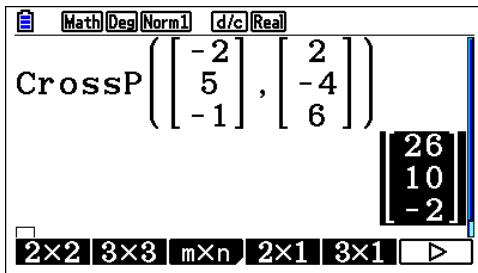 Math Deg Norm1 d/c Real
CrossP([-2 5 -1], [2 -4 6])
[26 10 -2]
2×2 3×3 m×n 2×1 3×1 ▷